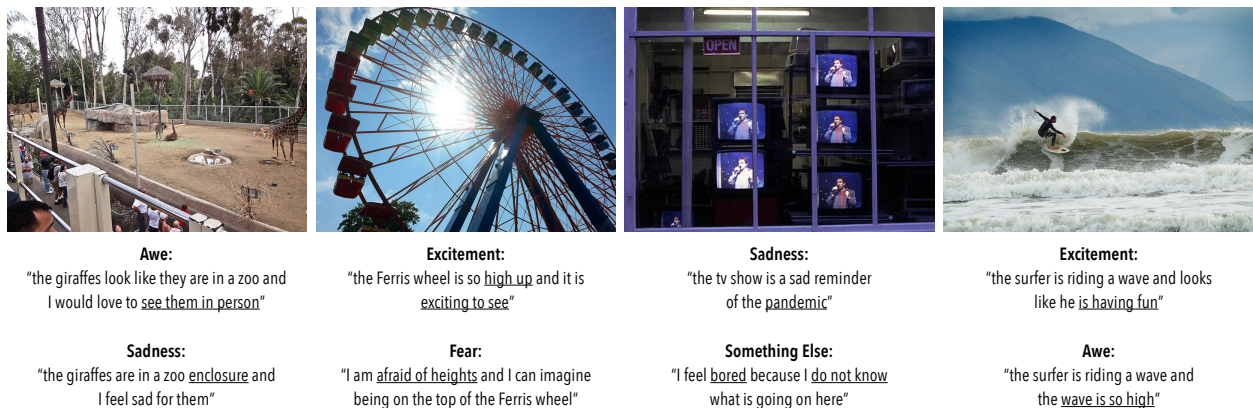 OPEN
Awe:
“the giraffes look like they are in a zoo and
I would love to see them in person”
Sadness:
“the giraffes are in a zoo enclosure and
I feel sad for them”
Excitement:
“the Ferris wheel is so high up and it is
exciting to see”
Fear:
“I am afraid of heights and I can imagine
being on the top of the Ferris wheel”
Sadness:
“the tv show is a sad reminder
of the pandemic”
Something Else:
“I feel bored because I do not know
what is going on here”
Excitement:
“the surfer is riding a wave and looks
like he is having fun”
Awe:
“the surfer is riding a wave and
the wave is so high”